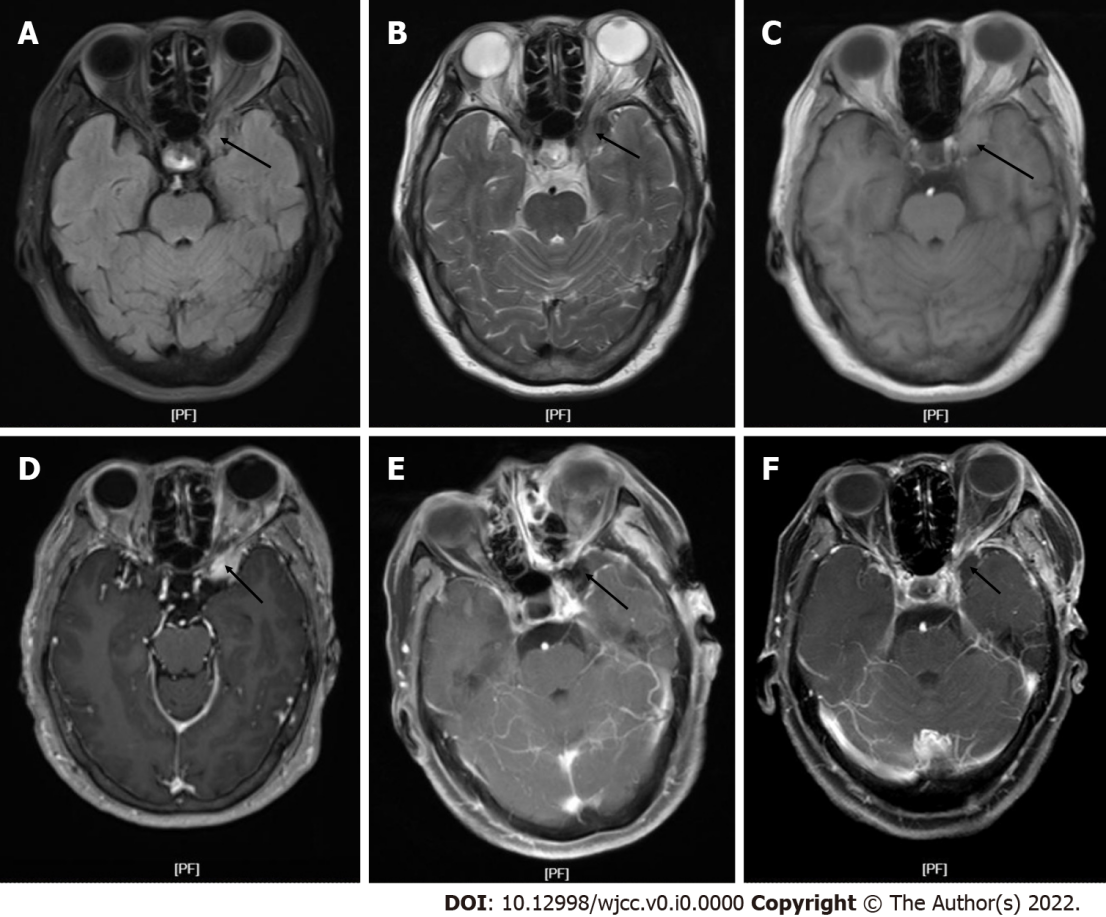 A B C
[PF] [PF] [PF]
D E F
[PF] [PF] [PF]
DOI: 10.12998/wjcc.v0.i0.0000 Copyright © The Author(s) 2022.